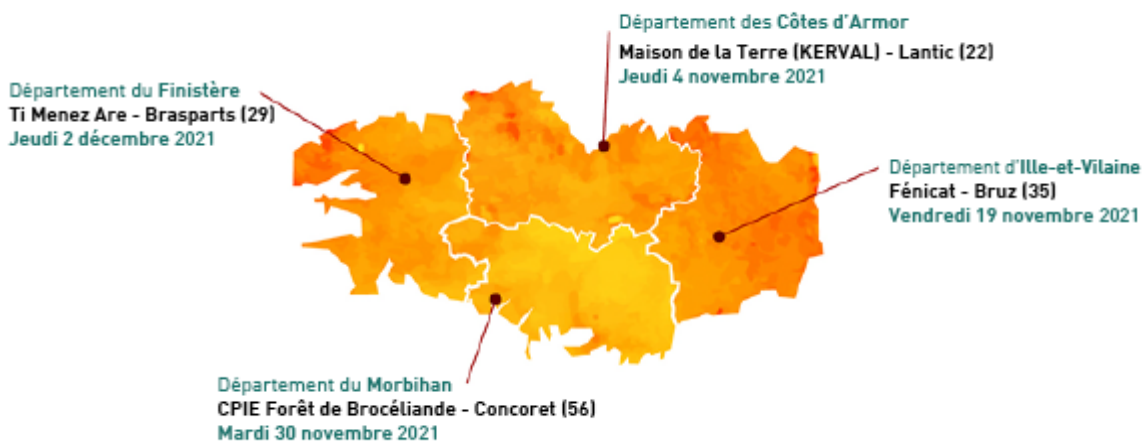 Département des Côtes d'Armor
Maison de la Terre (KERVAL) - Lantic (22)
Jeudi 4 novembre 2021
Département du Finistère
Ti Menez Are - Brasparts (29)
Jeudi 2 décembre 2021
Département d'Ille-et-Vilaine
Fénicat - Bruz (35)
Vendredi 19 novembre 2021
Département du Morbihan
CPIE Forêt de Brocéliande - Concoret (56)
Mardi 30 novembre 2021